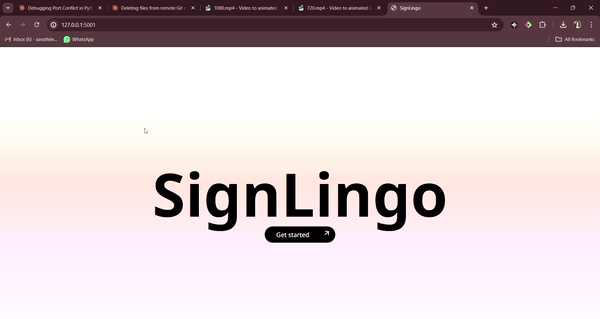 Debugging Port Conflict in Pyth
Deleting files from remote Git
1080.mp4 - Video to animated
720.mp4 - Video to animated
SignLingo
127.0.0.1:5001
Inbox (6) - aarathin...
WhatsApp
All Bookmarks
SignLingo
Get started